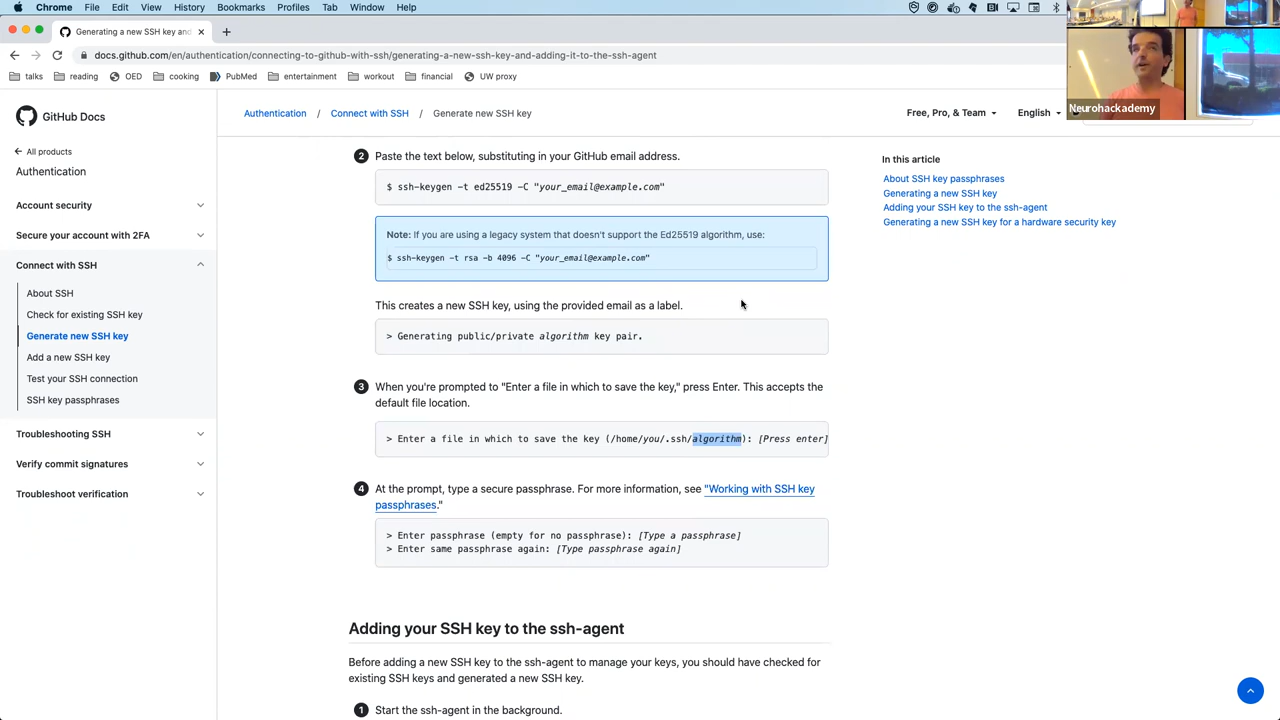 Chrome File Edit View History Bookmarks Profiles Tab Window Help
Generating a new SSH key and
docs.github.com/en/authentication/connecting-to-github-with-ssh/generating-a-new-ssh-key-and-adding-it-to-the-ssh-agent
talks reading OED cooking PubMed entertainment workout financial UW proxy
Neurohackademy
GitHub Docs
All products
Authentication
Account security
Secure your account with 2FA
Connect with SSH
About SSH
Check for existing SSH key
Generate new SSH key
Add a new SSH key
Test your SSH connection
SSH key passphrases
Troubleshooting SSH
Verify commit signatures
Troubleshoot verification
Authentication / Connect with SSH / Generate new SSH key
Free, Pro, & Team English
2 Paste the text below, substituting in your GitHub email address.
$ ssh-keygen -t ed25519 -C "your_email@example.com"
Note: If you are using a legacy system that doesn't support the Ed25519 algorithm, use:
$ ssh-keygen -t rsa -b 4096 -C "your_email@example.com"
This creates a new SSH key, using the provided email as a label.
> Generating public/private algorithm key pair.
3 When you're prompted to "Enter a file in which to save the key," press Enter. This accepts the
default file location.
> Enter a file in which to save the key (/home/you/.ssh/algorithm): [Press enter]
4 At the prompt, type a secure passphrase. For more information, see "Working with SSH key
passphrases."
> Enter passphrase (empty for no passphrase): [Type a passphrase]
> Enter same passphrase again: [Type passphrase again]
Adding your SSH key to the ssh-agent
Before adding a new SSH key to the ssh-agent to manage your keys, you should have checked for
existing SSH keys and generated a new SSH key.
1 Start the ssh-agent in the background.
In this article
About SSH key passphrases
Generating a new SSH key
Adding your SSH key to the ssh-agent
Generating a new SSH key for a hardware security key